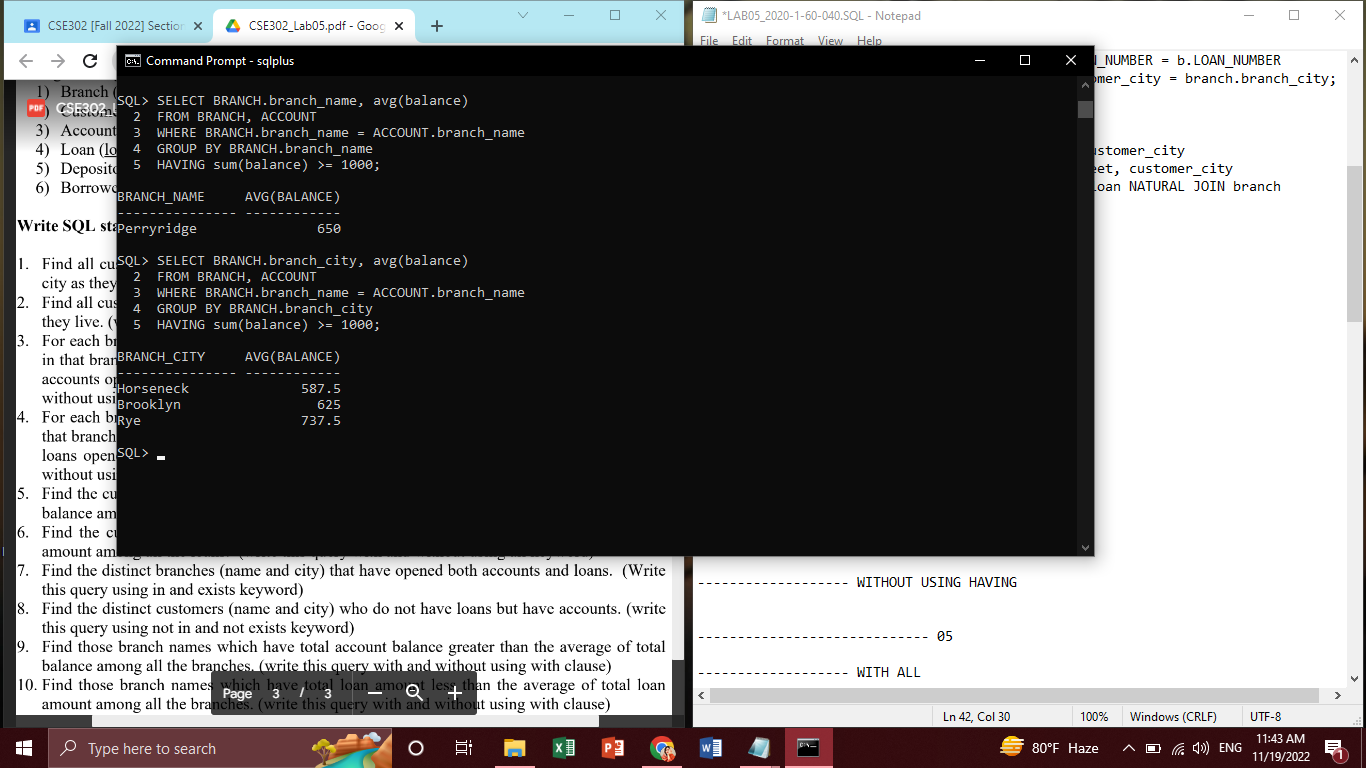 CSE302 [Fall 2022] Section
CSE302_Lab05.pdf - Goog
*LAB05_2020-1-60-040.SQL - Notepad
File Edit Format View Help
Command Prompt - sqlplus
SQL> SELECT BRANCH.branch_name, avg(balance)
2 FROM BRANCH, ACCOUNT
3 WHERE BRANCH.branch_name = ACCOUNT.branch_name
4 GROUP BY BRANCH.branch_name
5 HAVING sum(balance) >= 1000;
BRANCH_NAME AVG(BALANCE)
--------------- ------------
Perryridge 650
SQL> SELECT BRANCH.branch_city, avg(balance)
2 FROM BRANCH, ACCOUNT
3 WHERE BRANCH.branch_name = ACCOUNT.branch_name
4 GROUP BY BRANCH.branch_city
5 HAVING sum(balance) >= 1000;
BRANCH_CITY AVG(BALANCE)
--------------- ------------
Horseneck 587.5
Brooklyn 625
Rye 737.5
SQL>
PDF CSE302_L
1) Branch (
2) Custome
3) Account
4) Loan (lo
5) Deposito
6) Borrowe
Write SQL sta
1. Find all cu
city as they
2. Find all cus
they live. (
3. For each br
in that bran
accounts op
without usi
4. For each br
that branch
loans open
without usi
5. Find the cu
balance am
6. Find the cu
amount am
7. Find the distinct branches (name and city) that have opened both accounts and loans. (Write
this query using in and exists keyword)
8. Find the distinct customers (name and city) who do not have loans but have accounts. (write
this query using not in and not exists keyword)
9. Find those branch names which have total account balance greater than the average of total
balance among all the branches. (write this query with and without using with clause)
10. Find those branch names which have total loan amount less than the average of total loan
amount among all the branches. (write this query with and without using with clause)
Page 3 / 3
N_NUMBER = b.LOAN_NUMBER
omer_city = branch.branch_city;
ustomer_city
eet, customer_city
loan NATURAL JOIN branch
------------------- WITHOUT USING HAVING
----------------------------- 05
------------------- WITH ALL
Ln 42, Col 30 100% Windows (CRLF) UTF-8
Type here to search
80°F Haze
ENG
11:43 AM
11/19/2022
1